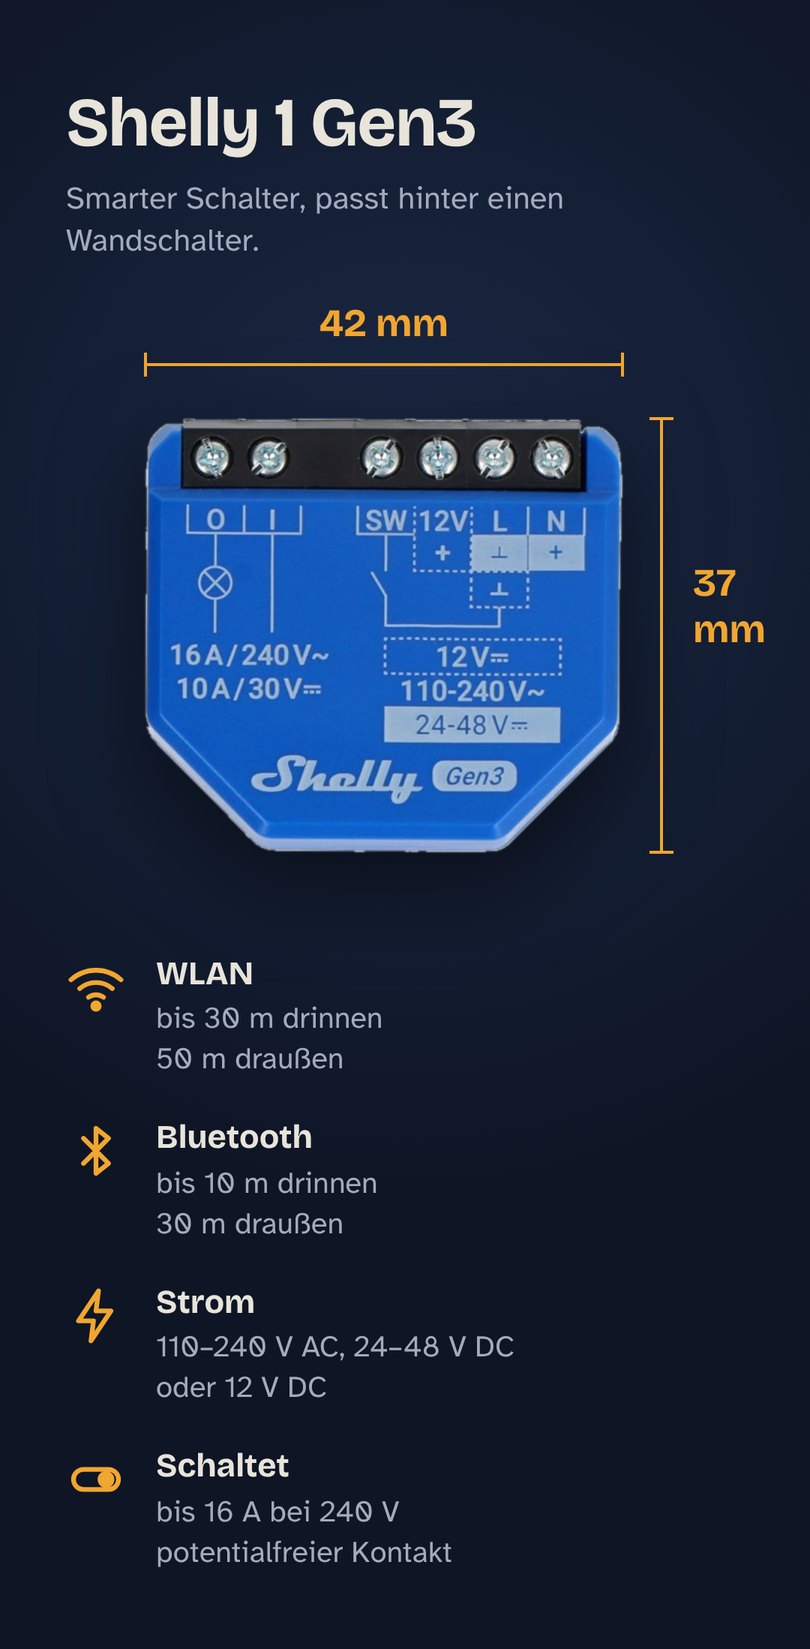 Shelly 1 Gen3
Smarter Schalter, passt hinter einen
Wandschalter.
42 mm
37
mm
O I SW 12V L N
+ ⊥ +
⊥
16A/240V~
10A/30V⎓
12V⎓
110-240V~
24-48V⎓
Shelly Gen3
WLAN
bis 30 m drinnen
50 m draußen
Bluetooth
bis 10 m drinnen
30 m draußen
Strom
110–240 V AC, 24–48 V DC
oder 12 V DC
Schaltet
bis 16 A bei 240 V
potentialfreier Kontakt